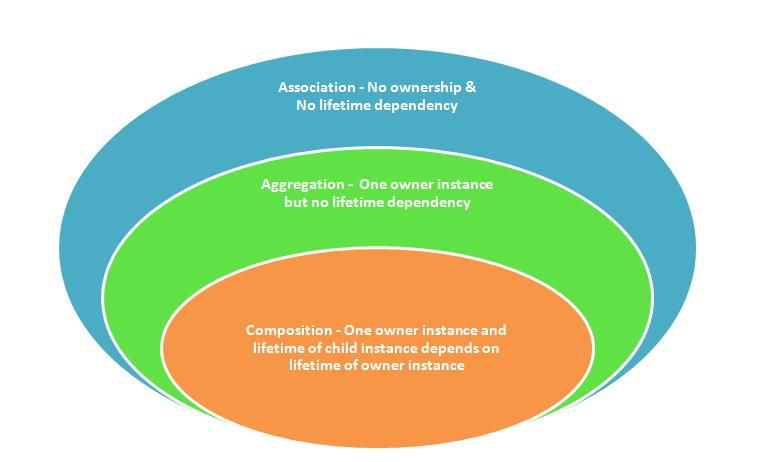 Association - No ownership &
No lifetime dependency
Aggregation -  One owner instance
but no lifetime dependency
Composition - One owner instance and
lifetime of child instance depends on
lifetime of owner instance